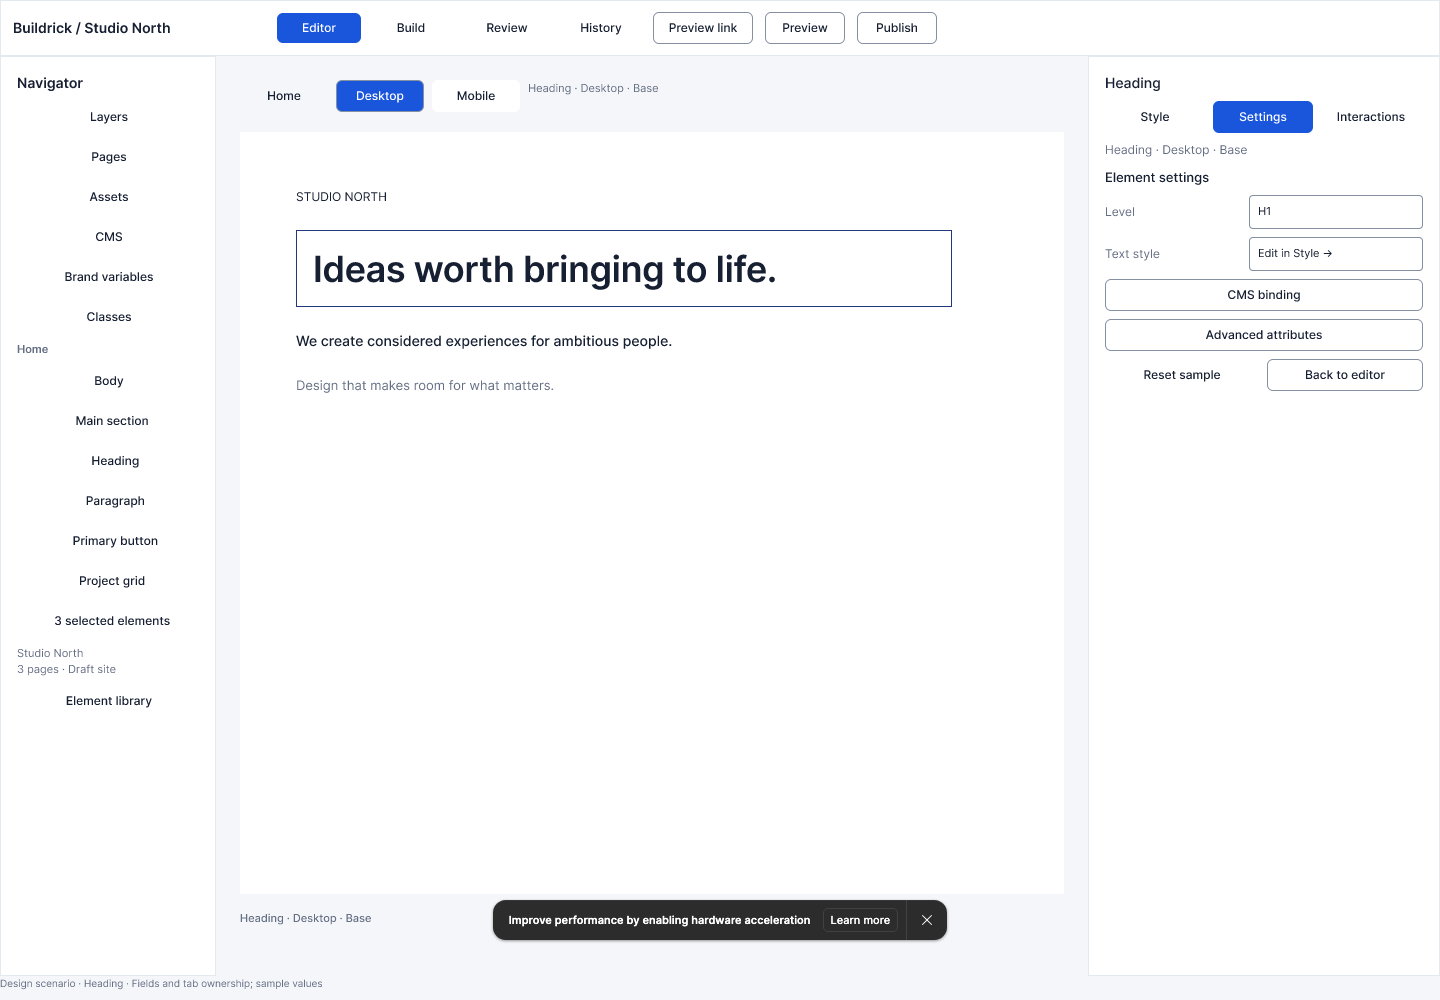 Buildrick / Studio North
Editor
Build
Review
History
Preview link
Preview
Publish
Navigator
Layers
Pages
Assets
CMS
Brand variables
Classes
Home
Body
Main section
Heading
Paragraph
Primary button
Project grid
3 selected elements
Studio North
3 pages · Draft site
Element library
Home
Desktop
Mobile
Heading · Desktop · Base
STUDIO NORTH
Ideas worth bringing to life.
We create considered experiences for ambitious people.
Design that makes room for what matters.
Heading · Desktop · Base
Improve performance by enabling hardware acceleration
Learn more
Heading
Style
Settings
Interactions
Heading · Desktop · Base
Element settings
Level
H1
Text style
Edit in Style →
CMS binding
Advanced attributes
Reset sample
Back to editor
Design scenario · Heading · Fields and tab ownership; sample values